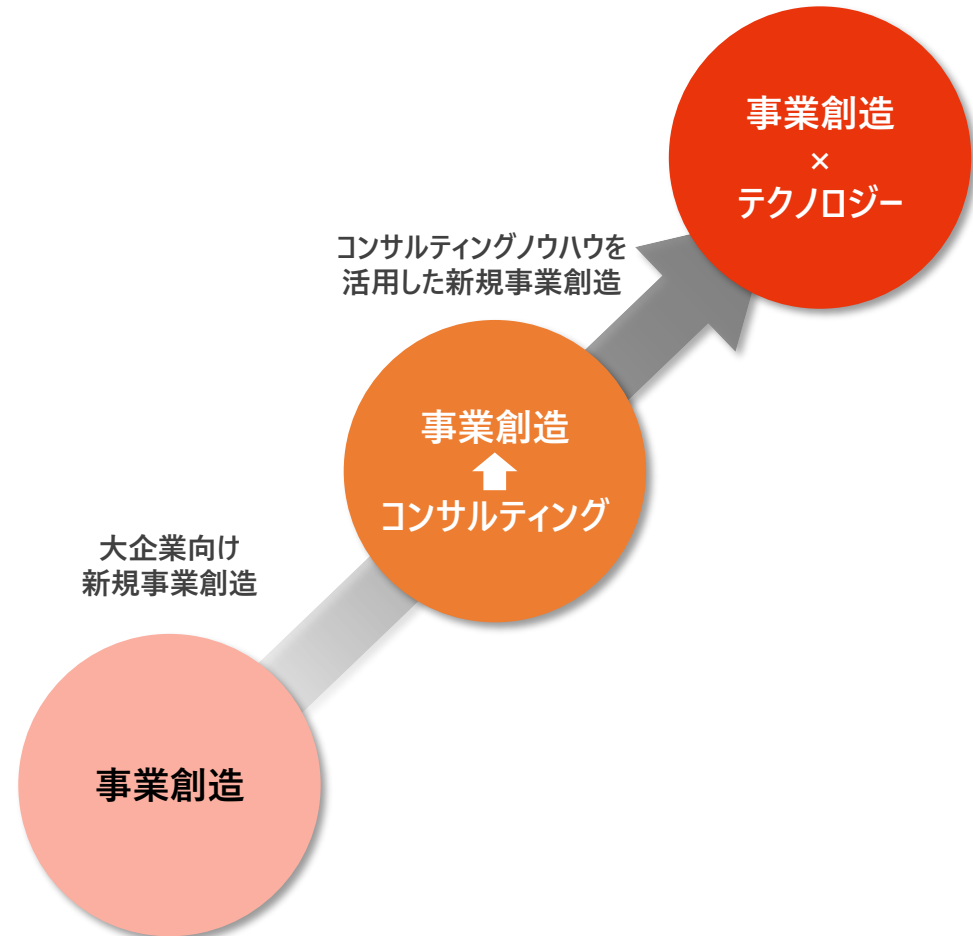 事業創造
×
テクノロジー
コンサルティングノウハウを
活用した新規事業創造
事業創造
コンサルティング
大企業向け
新規事業創造
事業創造